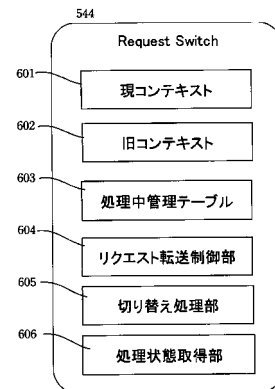 544
Request Switch
601
現コンテキスト
602
旧コンテキスト
603
処理中管理テーブル
604
リクエスト転送制御部
605
切り替え処理部
606
処理状態取得部